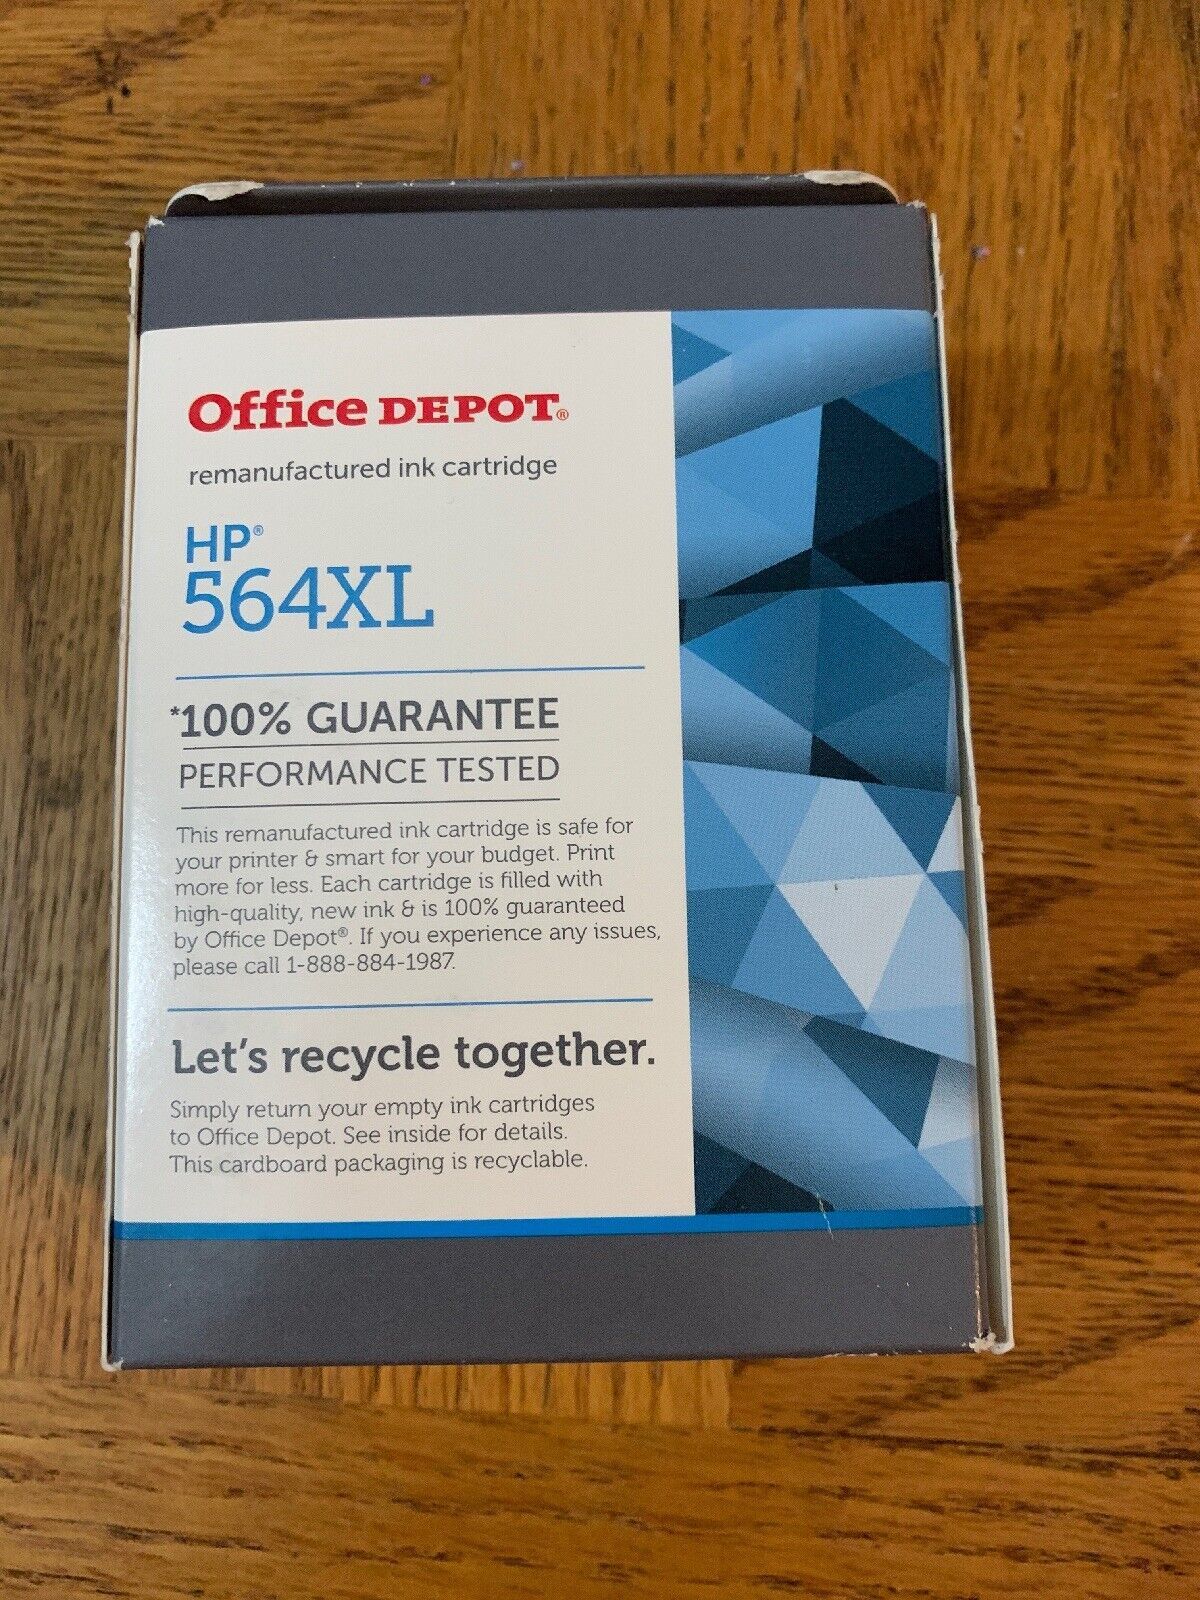 Office DEPOT®
remanufactured ink cartridge
HP®
564XL
*100% GUARANTEE
PERFORMANCE TESTED
This remanufactured ink cartridge is safe for
your printer & smart for your budget. Print
more for less. Each cartridge is filled with
high-quality, new ink & is 100% guaranteed
by Office Depot®. If you experience any issues,
please call 1-888-884-1987.
Let's recycle together.
Simply return your empty ink cartridges
to Office Depot. See inside for details.
This cardboard packaging is recyclable.